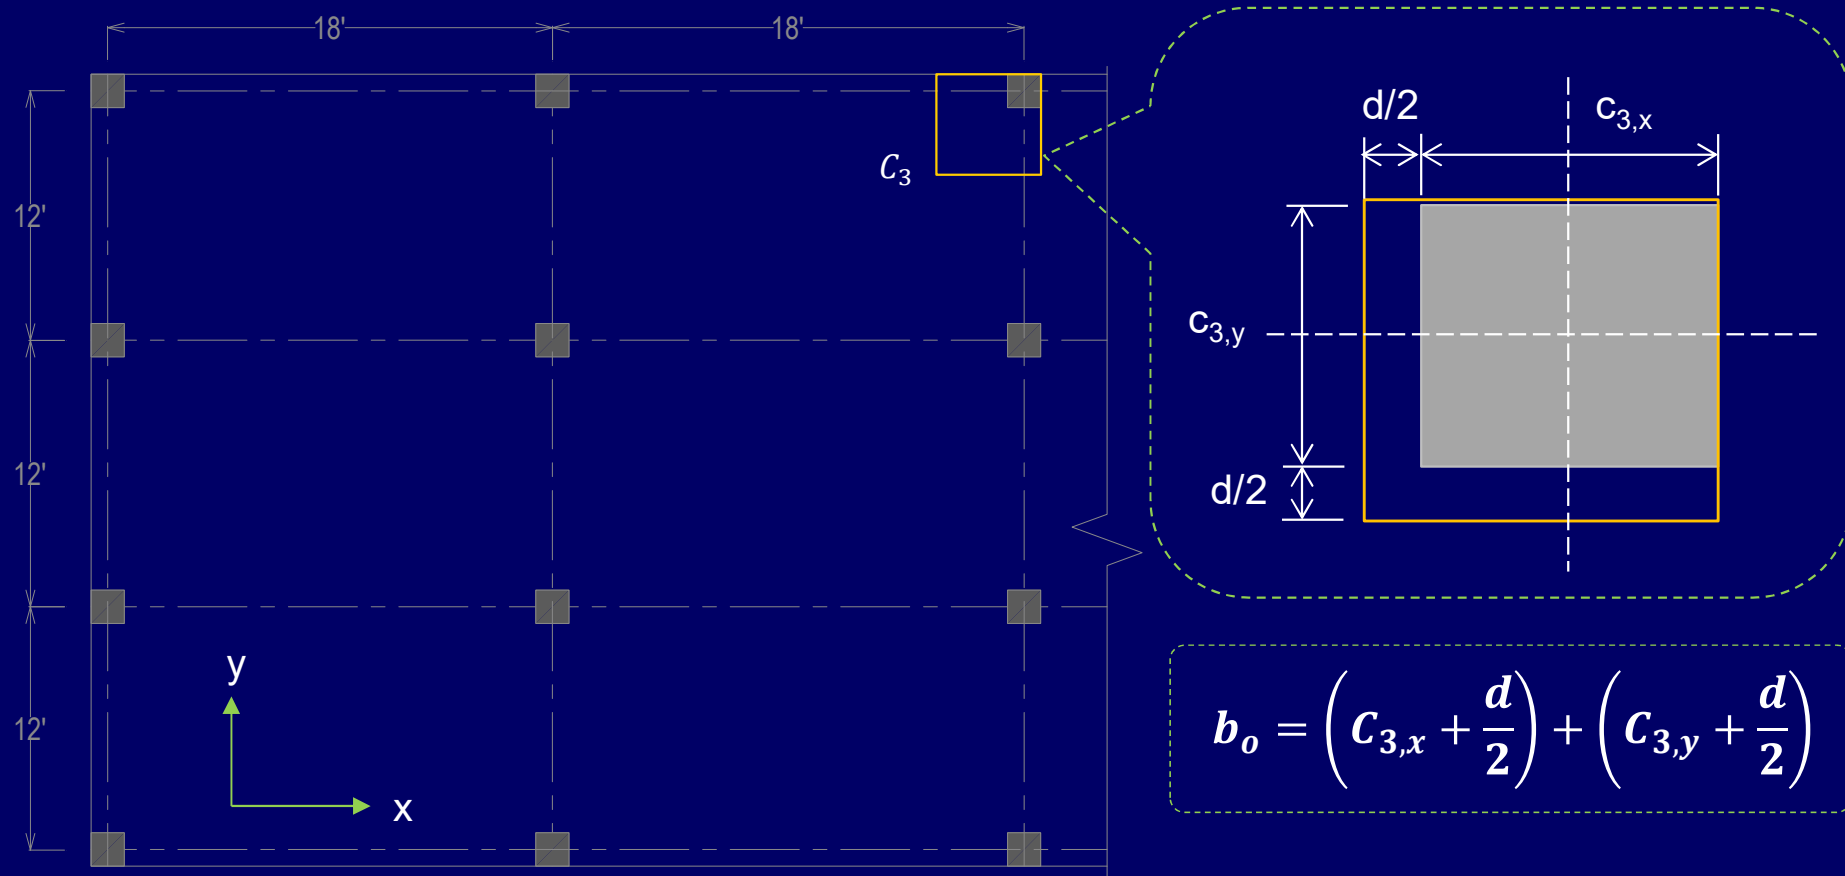 18' 18'
12'
12'
12'
C₃
y
x
d/2 c₃,ₓ
c₃,y
d/2
bₒ = (C₃,ₓ + d/2) + (C₃,y + d/2)